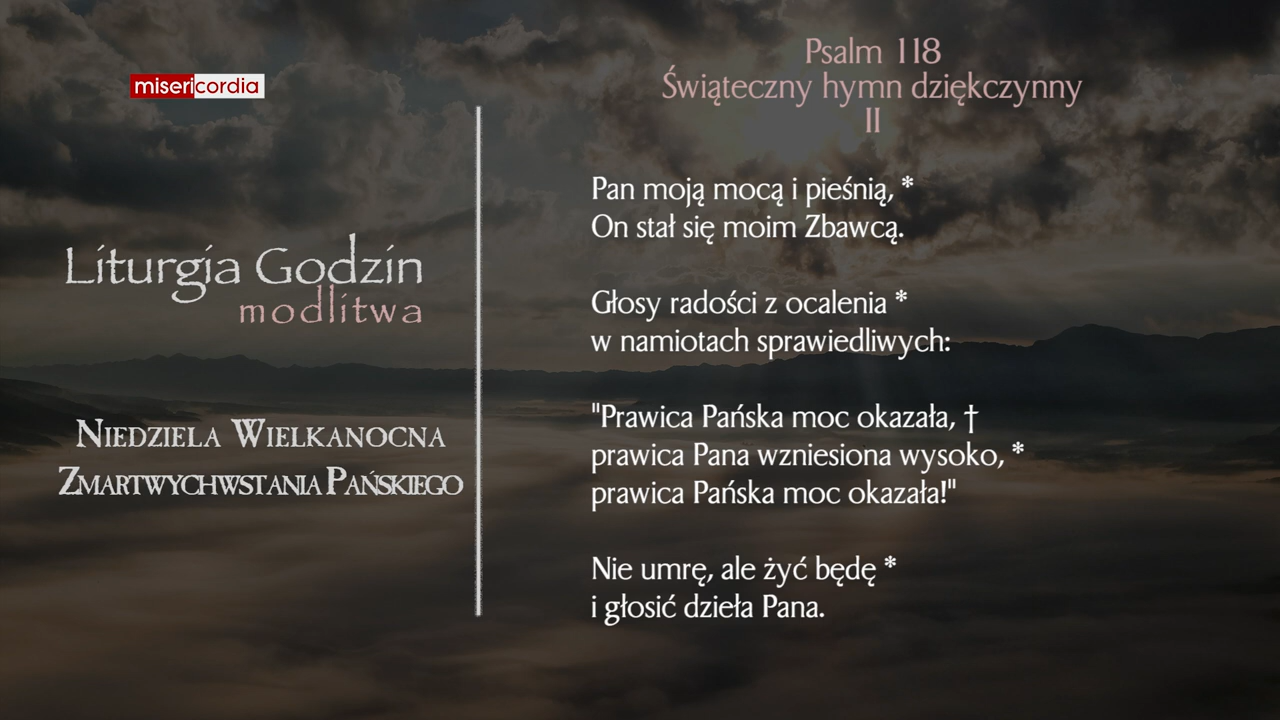 misericordia
Liturgia Godzin
modlitwa
Niedziela Wielkanocna
Zmartwychwstania Pańskiego
Psalm 118
Świąteczny hymn dziękczynny
II
Pan moją mocą i pieśnią, *
On stał się moim Zbawcą.
Głosy radości z ocalenia *
w namiotach sprawiedliwych:
"Prawica Pańska moc okazała, †
prawica Pana wzniesiona wysoko, *
prawica Pańska moc okazała!"
Nie umrę, ale żyć będę *
i głosić dzieła Pana.